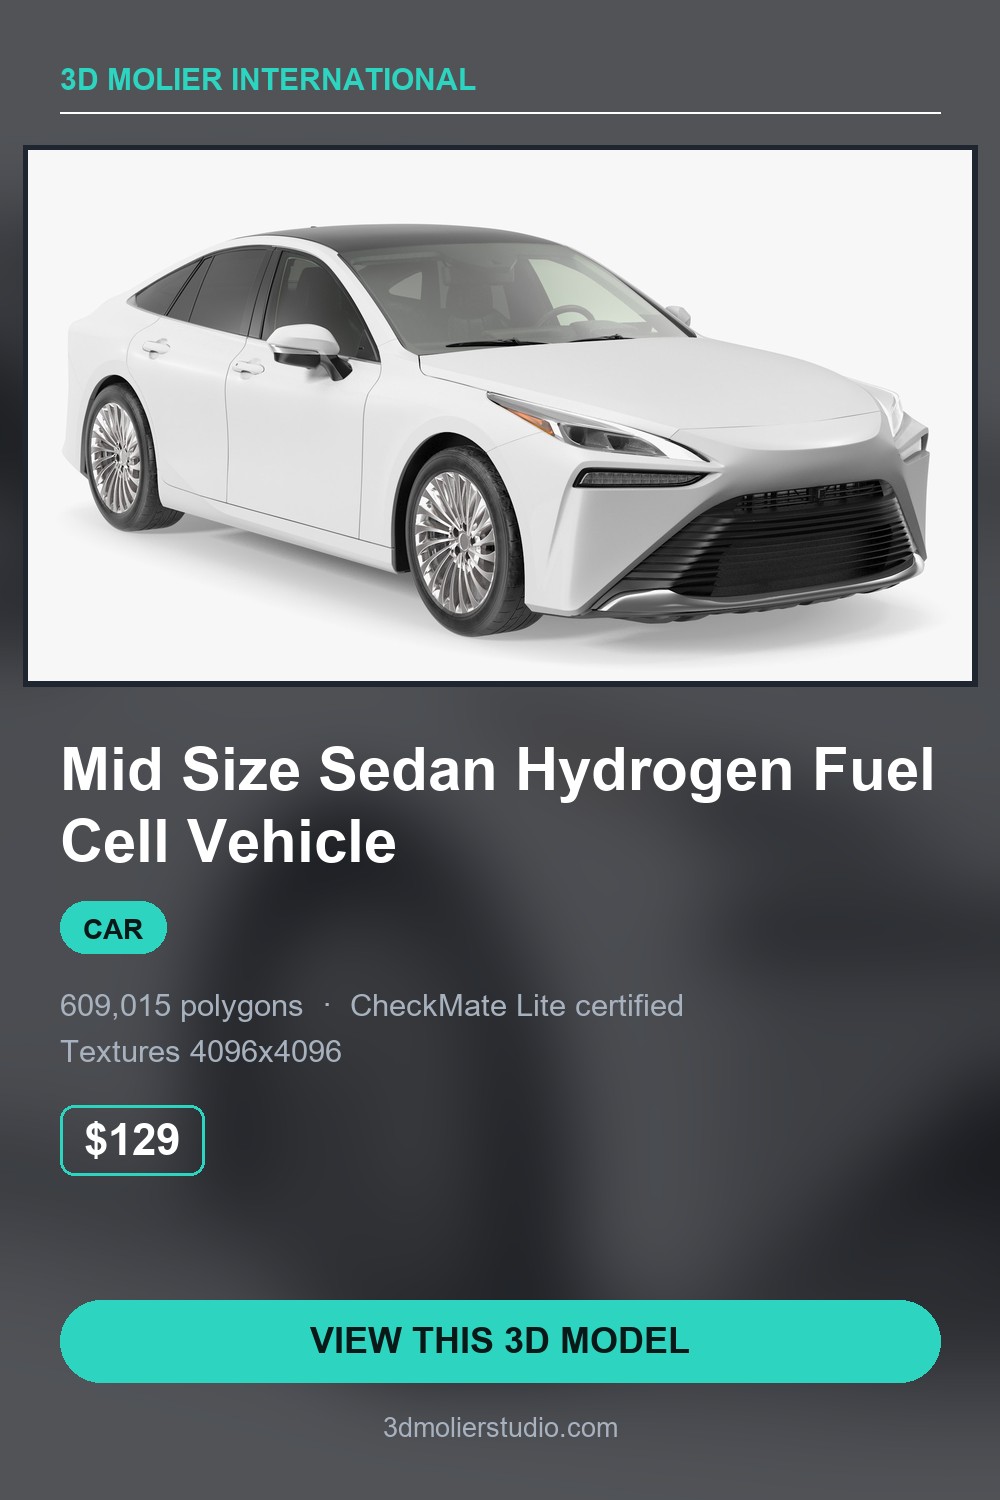 3D MOLIER INTERNATIONAL
Mid Size Sedan Hydrogen Fuel
Cell Vehicle
CAR
609,015 polygons · CheckMate Lite certified
Textures 4096x4096
$129
VIEW THIS 3D MODEL
3dmolierstudio.com